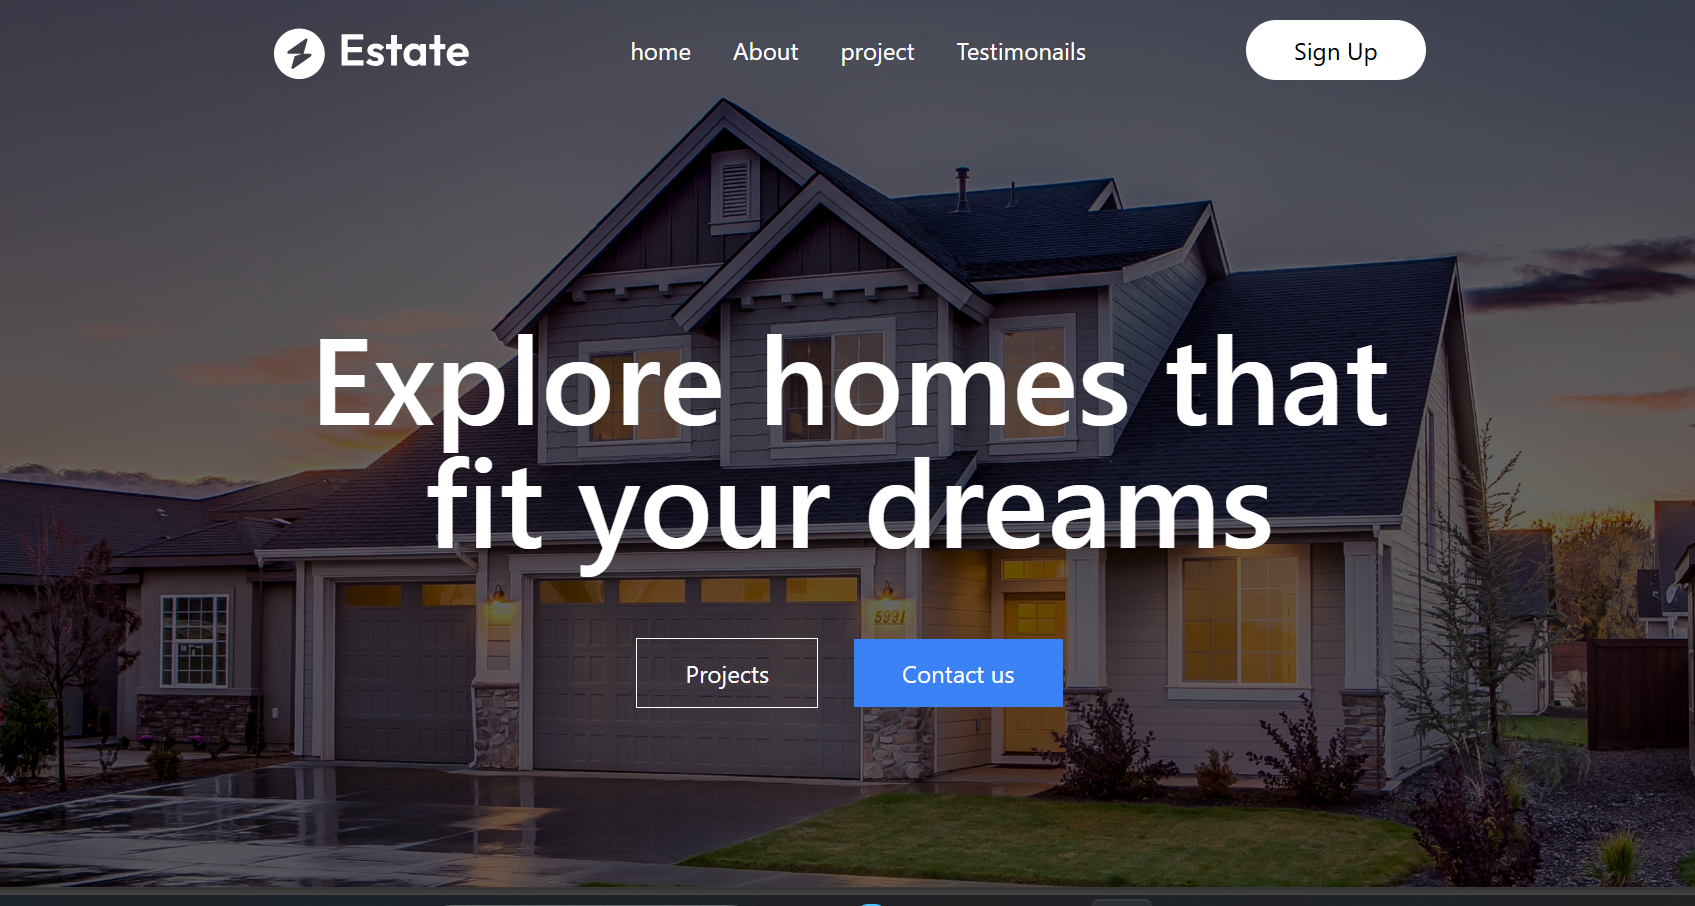 Estate
home
About
project
Testimonails
Sign Up
Explore homes that
fit your dreams
5991
Projects
Contact us